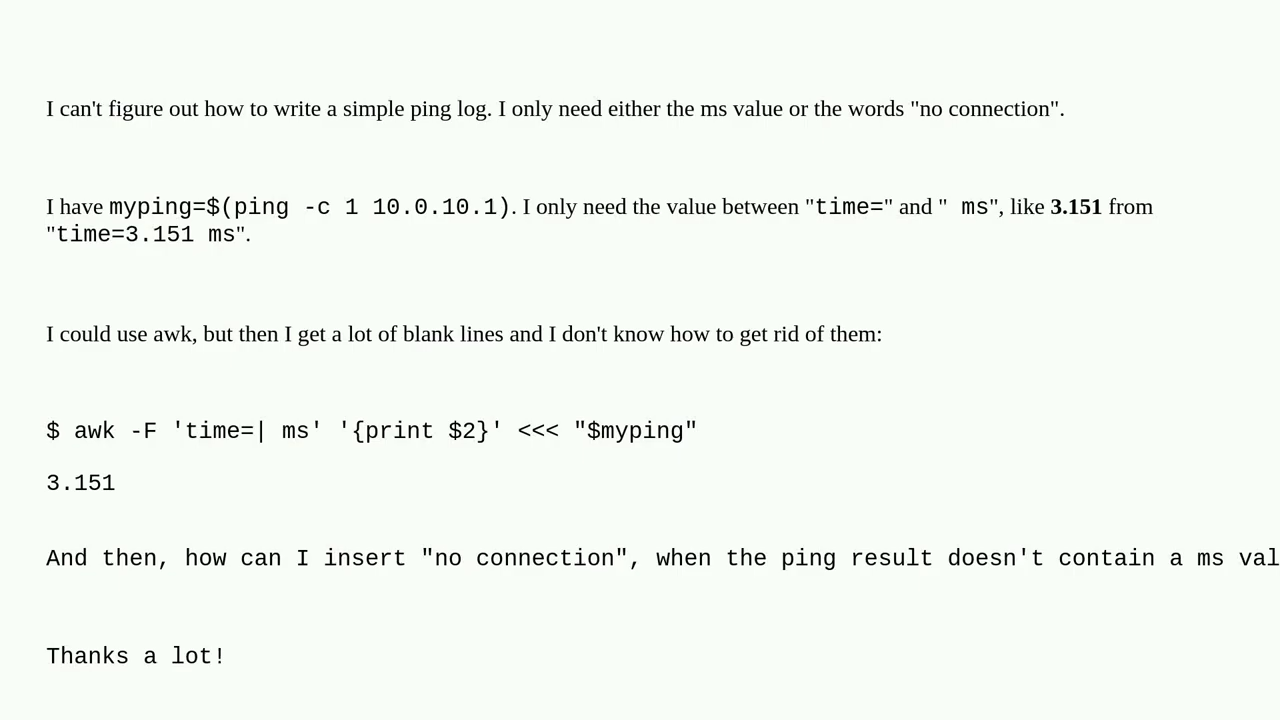 I can't figure out how to write a simple ping log. I only need either the ms value or the words "no connection".
I have myping=$(ping -c 1 10.0.10.1). I only need the value between "time=" and " ms", like 3.151 from
"time=3.151 ms".
I could use awk, but then I get a lot of blank lines and I don't know how to get rid of them:
$ awk -F 'time=| ms' '{print $2}' <<< "$myping"
3.151
And then, how can I insert "no connection", when the ping result doesn't contain a ms val
Thanks a lot!